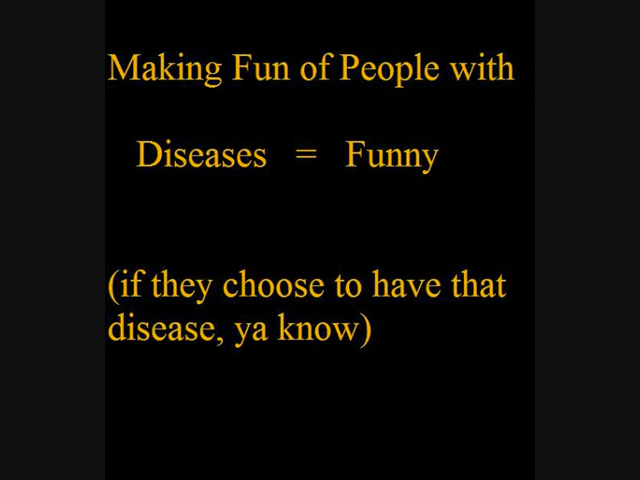 Making Fun of People with
Diseases = Funny
(if they choose to have that
disease, ya know)